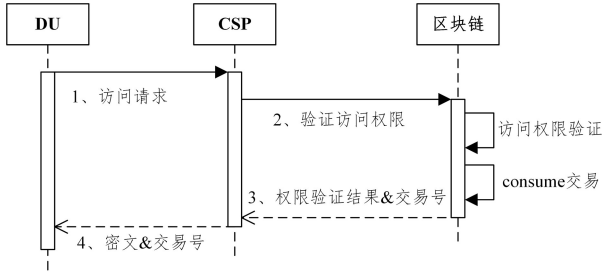 DU
CSP
区块链
1、访问请求
2、验证访问权限
访问权限验证
consume交易
3、权限验证结果&交易号
4、密文&交易号